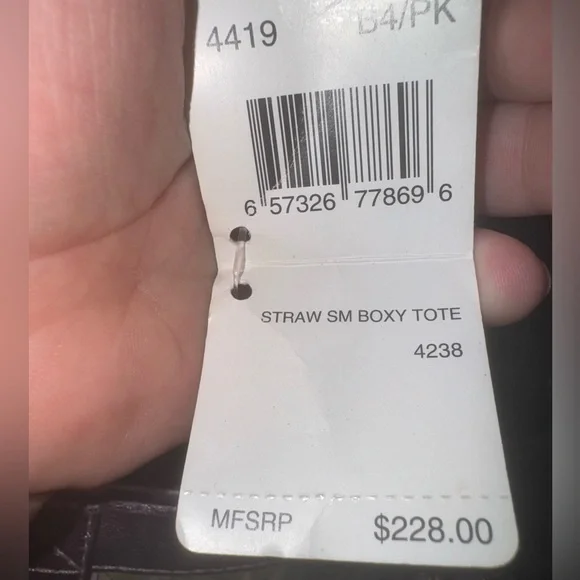 4419 B4/PK
6 57326 77869 6
STRAW SM BOXY TOTE
4238
MFSRP $228.00